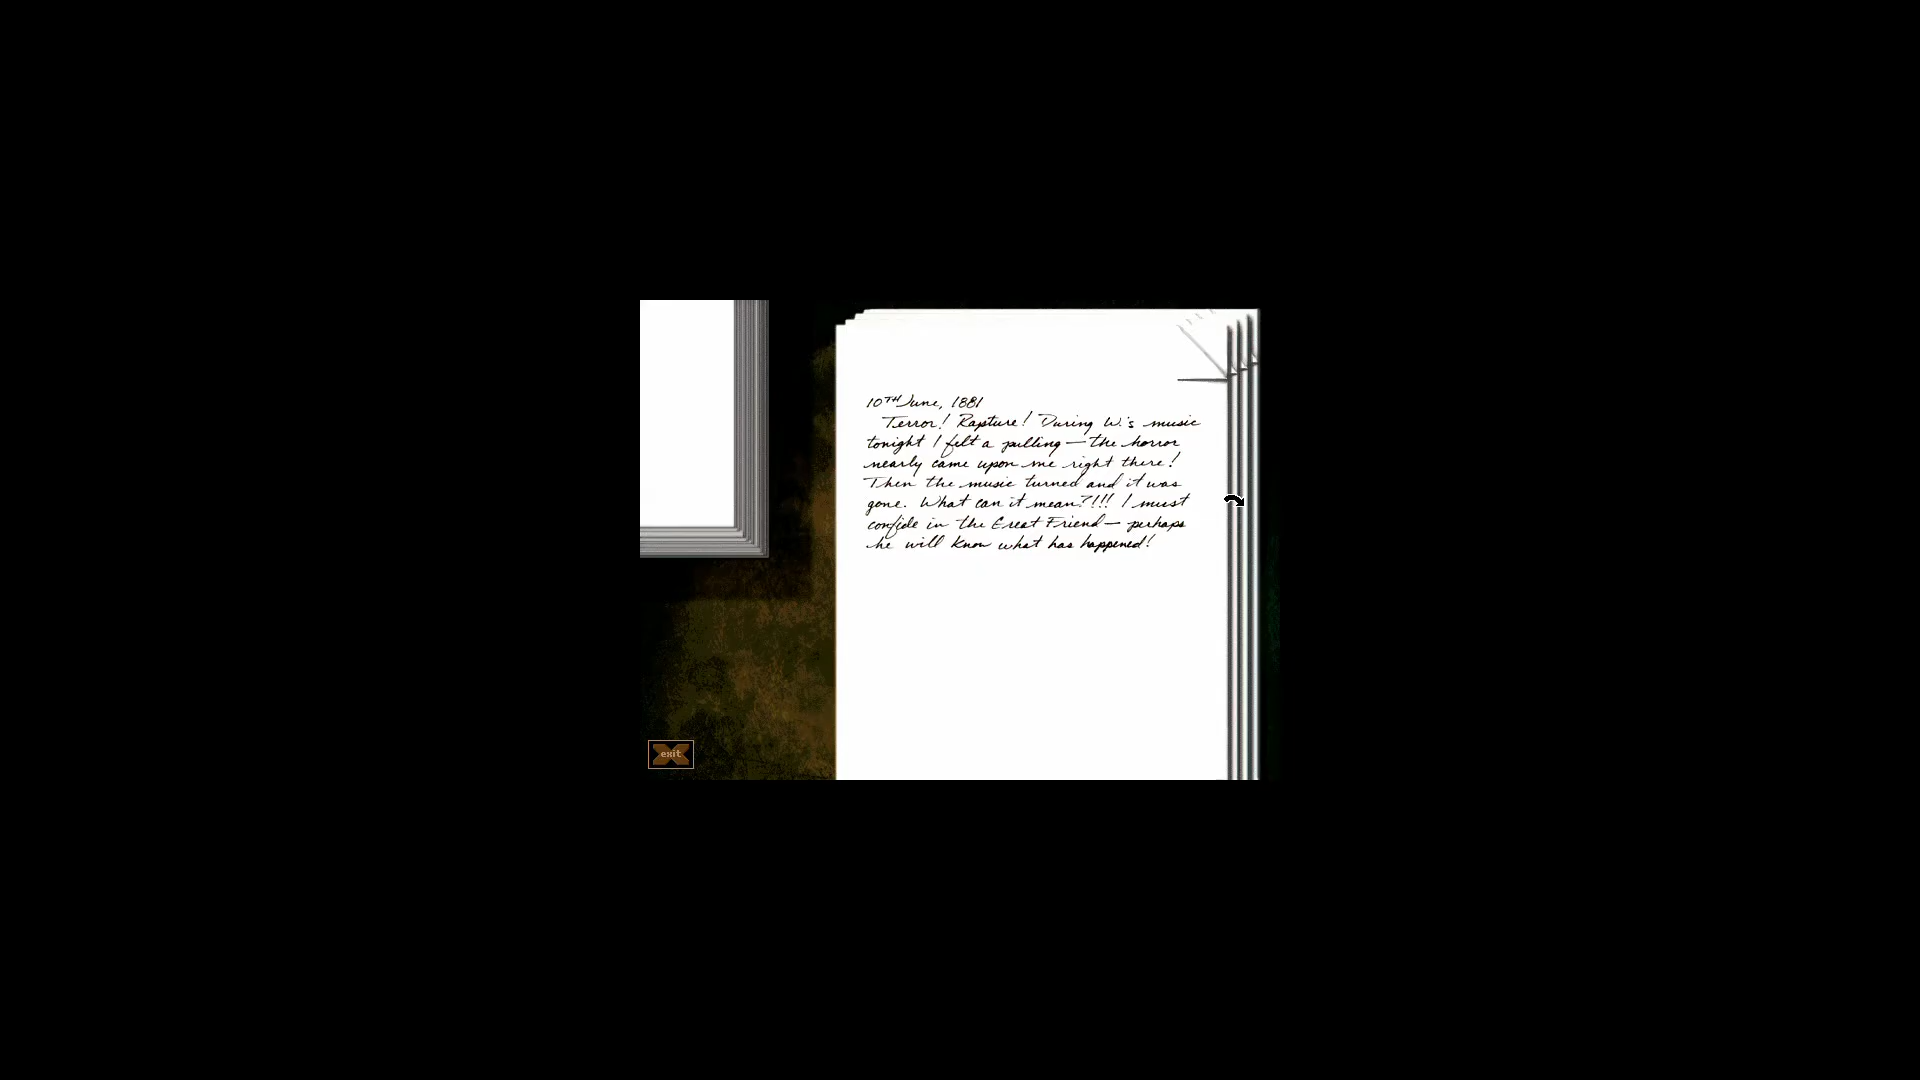 10TH June, 1881
Terror! Rapture! During W.'s music
tonight I felt a pulling — the horror
nearly came upon me right there!
Then the music turned and it was
gone. What can it mean?!!! I must
confide in the Great Friend — perhaps
he will know what has happened!
exit